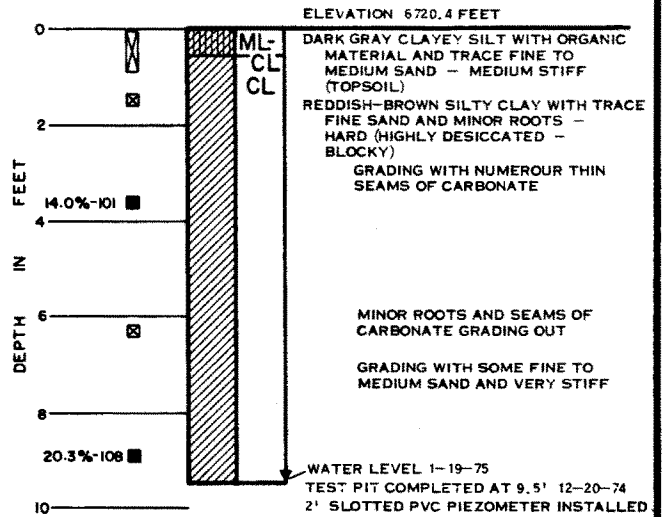 ELEVATION 6720.4 FEET
0
ML-
CL
CL
DARK GRAY CLAYEY SILT WITH ORGANIC
MATERIAL AND TRACE FINE TO
MEDIUM SAND – MEDIUM STIFF
(TOPSOIL)
REDDISH-BROWN SILTY CLAY WITH TRACE
FINE SAND AND MINOR ROOTS –
HARD (HIGHLY DESICCATED –
BLOCKY)
GRADING WITH NUMEROUR THIN
SEAMS OF CARBONATE
2
14.0%-101
4
DEPTH IN FEET
6
MINOR ROOTS AND SEAMS OF
CARBONATE GRADING OUT
GRADING WITH SOME FINE TO
MEDIUM SAND AND VERY STIFF
8
20.3%-108
WATER LEVEL 1-19-75
TEST PIT COMPLETED AT 9.5' 12-20-74
2' SLOTTED PVC PIEZOMETER INSTALLED
10